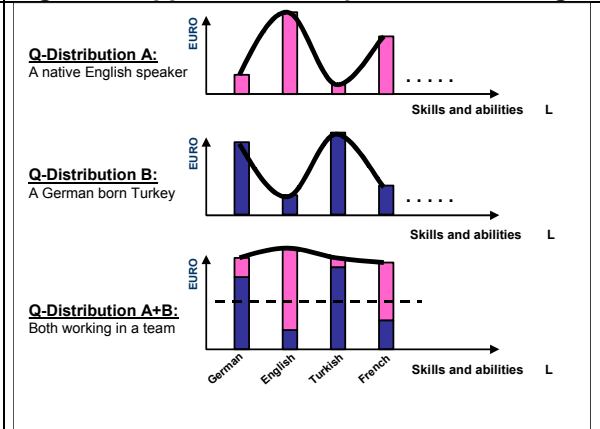 EURO
Q-Distribution A:
A native English speaker
. . . . .
Skills and abilities L
EURO
Q-Distribution B:
A German born Turkey
. . . . .
Skills and abilities L
EURO
Q-Distribution A+B:
Both working in a team
German
English
Turkish
French
Skills and abilities L